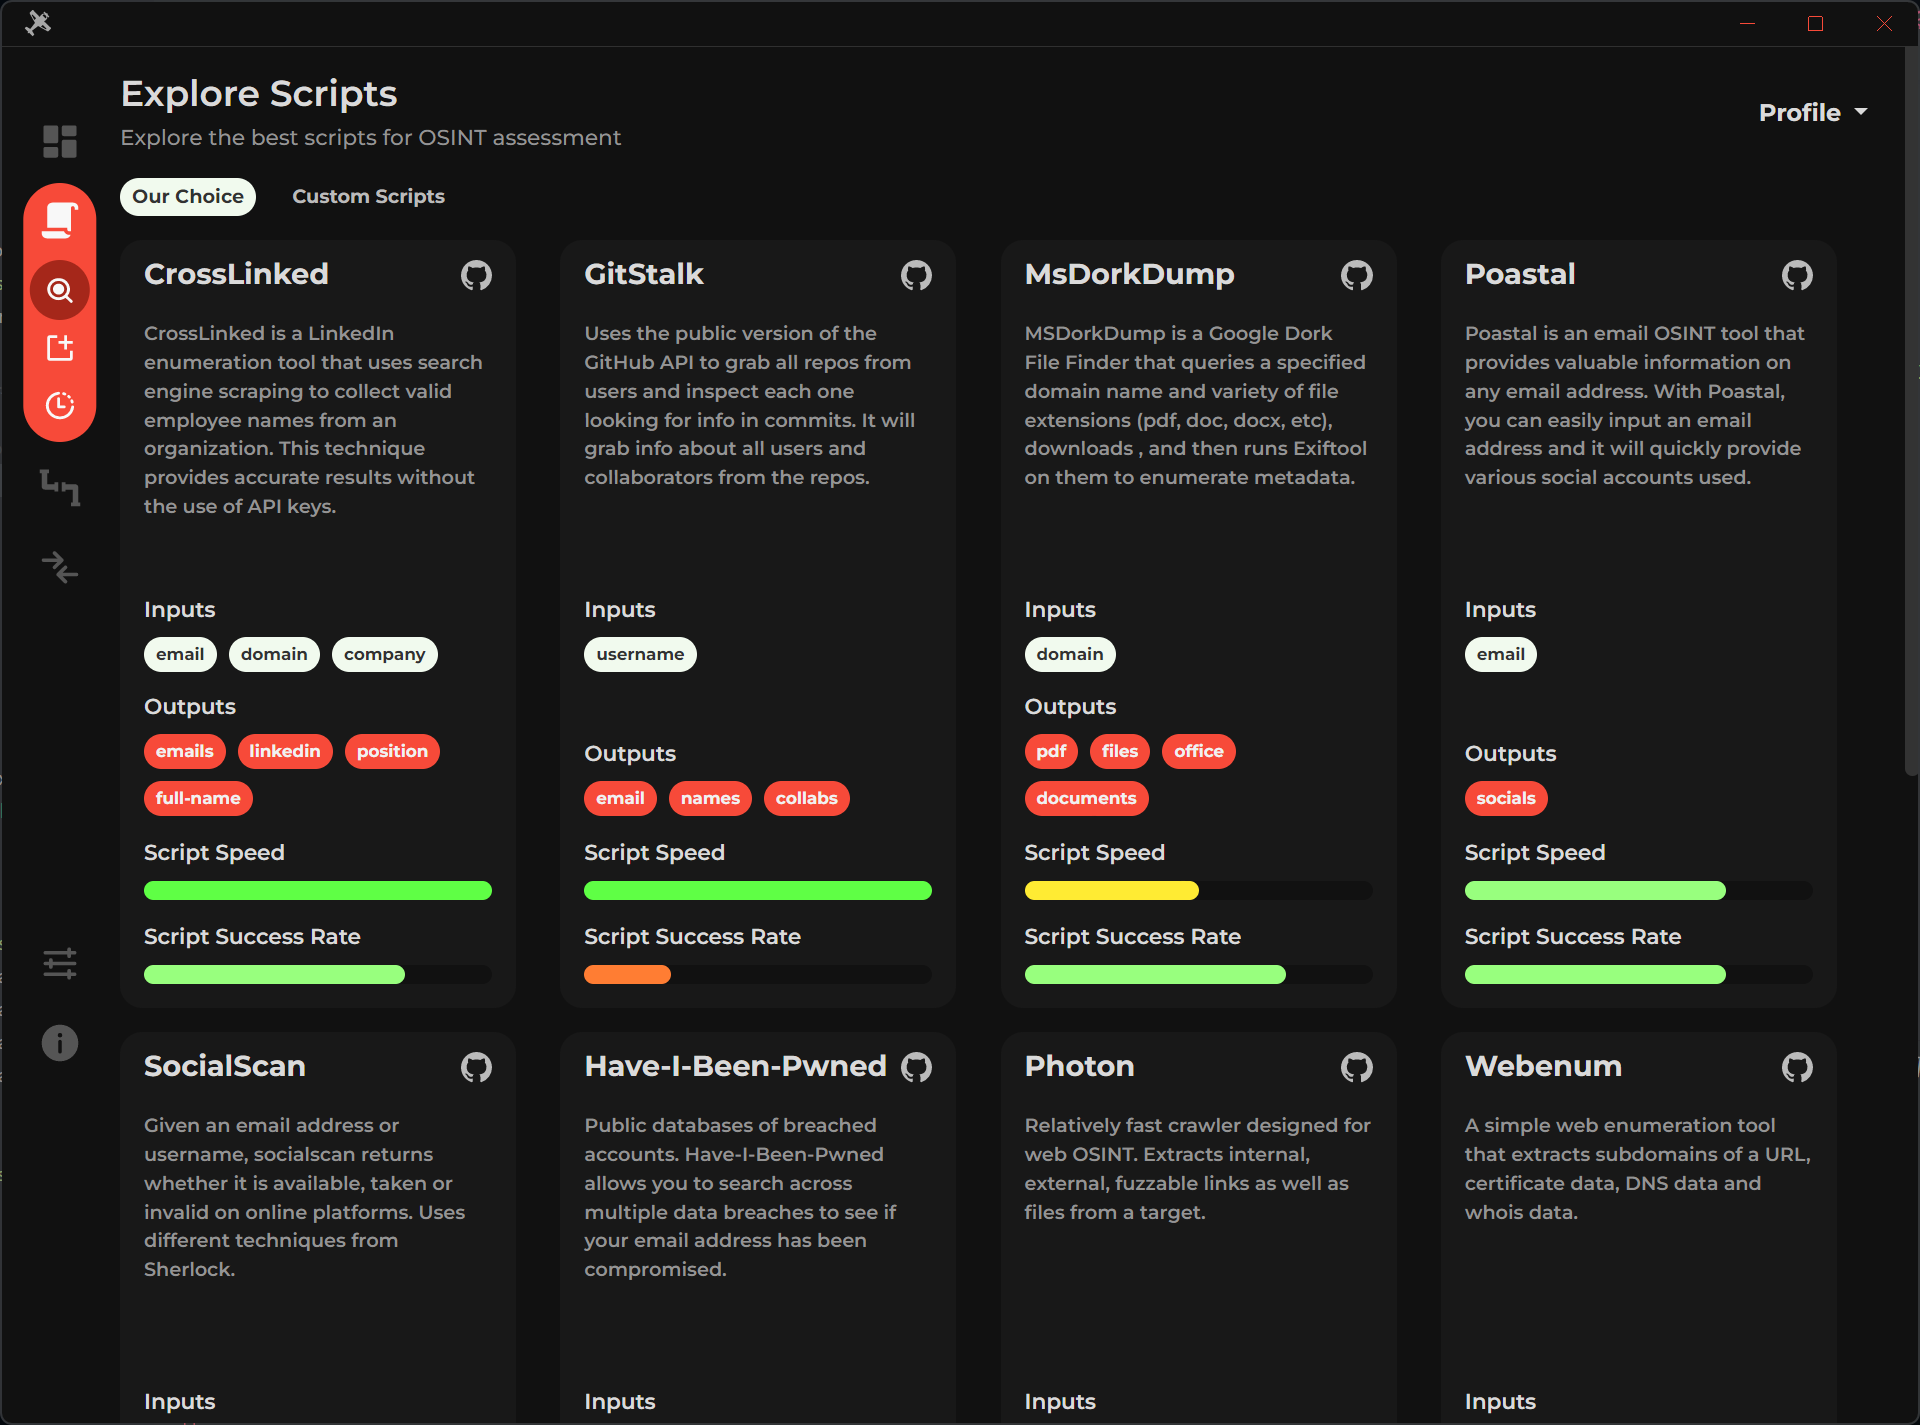 Explore Scripts
Explore the best scripts for OSINT assessment
Profile
Our Choice
Custom Scripts
CrossLinked
CrossLinked is a LinkedIn
enumeration tool that uses search
engine scraping to collect valid
employee names from an
organization. This technique
provides accurate results without
the use of API keys.
Inputs
email domain company
Outputs
emails linkedin position
full-name
Script Speed
Script Success Rate
GitStalk
Uses the public version of the
GitHub API to grab all repos from
users and inspect each one
looking for info in commits. It will
grab info about all users and
collaborators from the repos.
Inputs
username
Outputs
email names collabs
Script Speed
Script Success Rate
MsDorkDump
MSDorkDump is a Google Dork
File Finder that queries a specified
domain name and variety of file
extensions (pdf, doc, docx, etc),
downloads , and then runs Exiftool
on them to enumerate metadata.
Inputs
domain
Outputs
pdf files office
documents
Script Speed
Script Success Rate
Poastal
Poastal is an email OSINT tool that
provides valuable information on
any email address. With Poastal,
you can easily input an email
address and it will quickly provide
various social accounts used.
Inputs
email
Outputs
socials
Script Speed
Script Success Rate
SocialScan
Given an email address or
username, socialscan returns
whether it is available, taken or
invalid on online platforms. Uses
different techniques from
Sherlock.
Inputs
Have-I-Been-Pwned
Public databases of breached
accounts. Have-I-Been-Pwned
allows you to search across
multiple data breaches to see if
your email address has been
compromised.
Inputs
Photon
Relatively fast crawler designed for
web OSINT. Extracts internal,
external, fuzzable links as well as
files from a target.
Inputs
Webenum
A simple web enumeration tool
that extracts subdomains of a URL,
certificate data, DNS data and
whois data.
Inputs